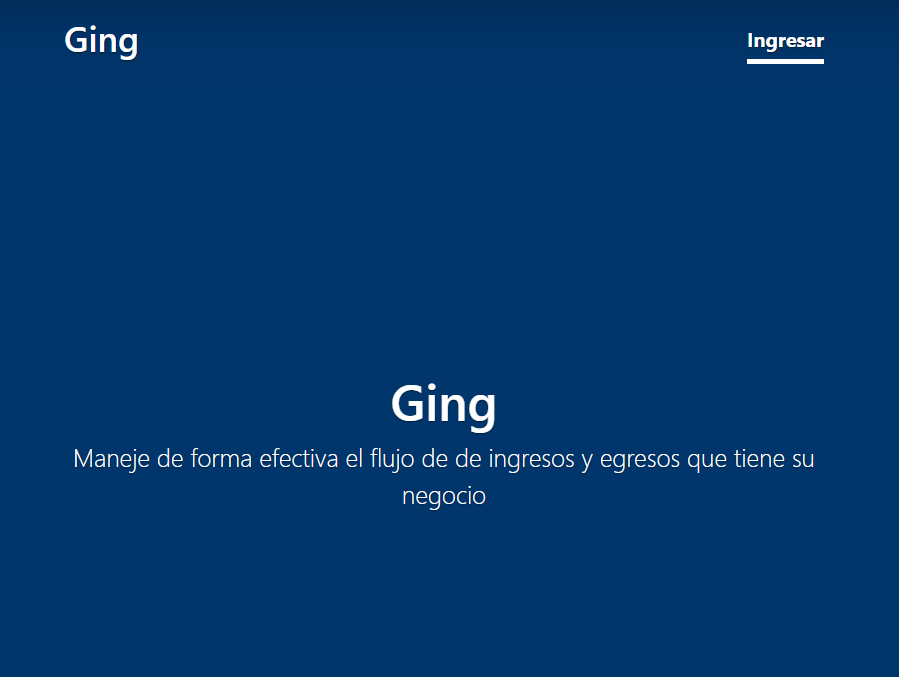 Ging
Ingresar
Ging
Maneje de forma efectiva el flujo de de ingresos y egresos que tiene su
negocio